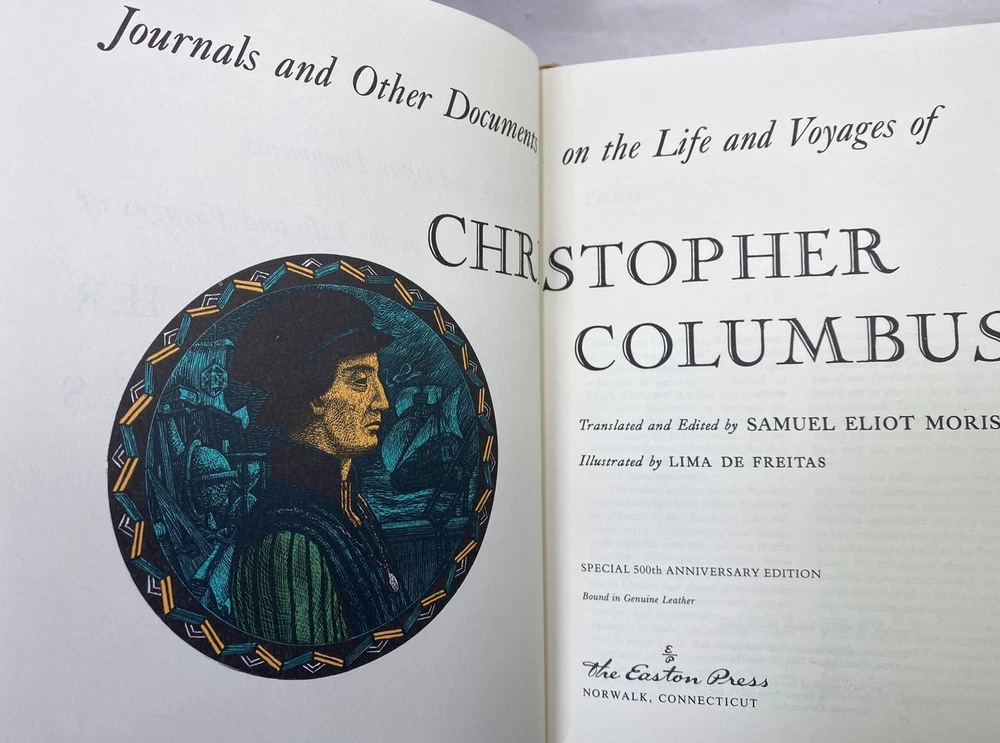 Journals and Other Documents on the Life and Voyages of
CHRISTOPHER
COLUMBUS
Translated and Edited by SAMUEL ELIOT MORIS
Illustrated by LIMA DE FREITAS
SPECIAL 500th ANNIVERSARY EDITION
Bound in Genuine Leather
The Easton Press
NORWALK, CONNECTICUT